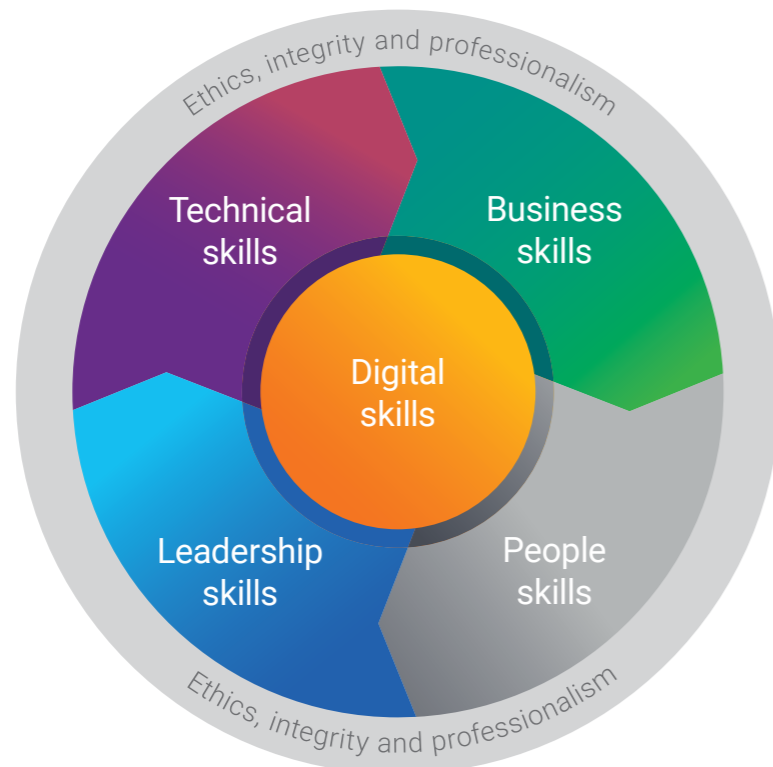 Ethics, integrity and professionalism
Technical
skills
Business
skills
Digital
skills
Leadership
skills
People
skills
Ethics, integrity and professionalism